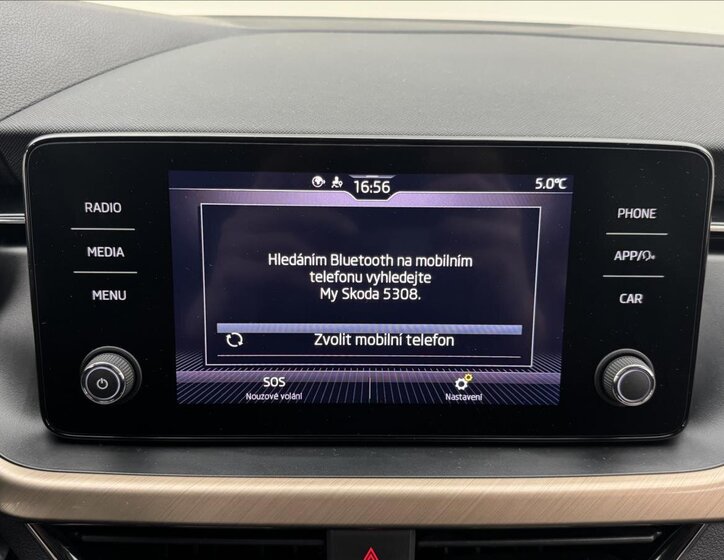 16:56
5.0°C
RADIO
MEDIA
MENU
Hledáním Bluetooth na mobilním
telefonu vyhledejte
My Skoda 5308.
Zvolit mobilní telefon
SOS
Nouzové volání
Nastavení
PHONE
APP/
CAR